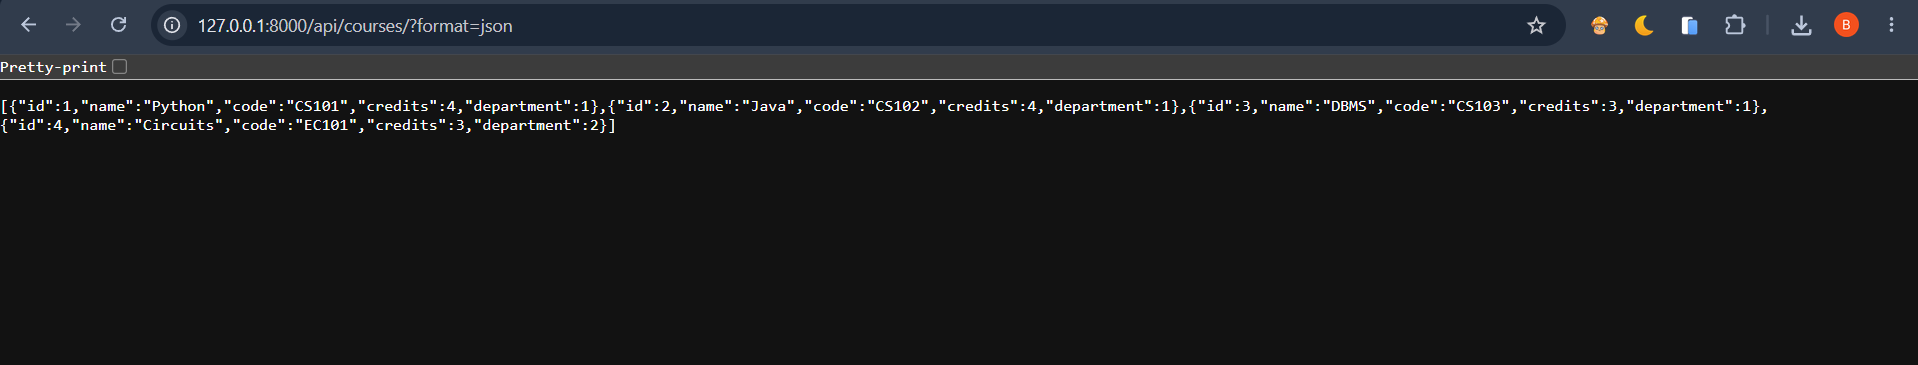 127.0.0.1:8000/api/courses/?format=json
B
Pretty-print
[{"id":1,"name":"Python","code":"CS101","credits":4,"department":1},{"id":2,"name":"Java","code":"CS102","credits":4,"department":1},{"id":3,"name":"DBMS","code":"CS103","credits":3,"department":1},
{"id":4,"name":"Circuits","code":"EC101","credits":3,"department":2}]